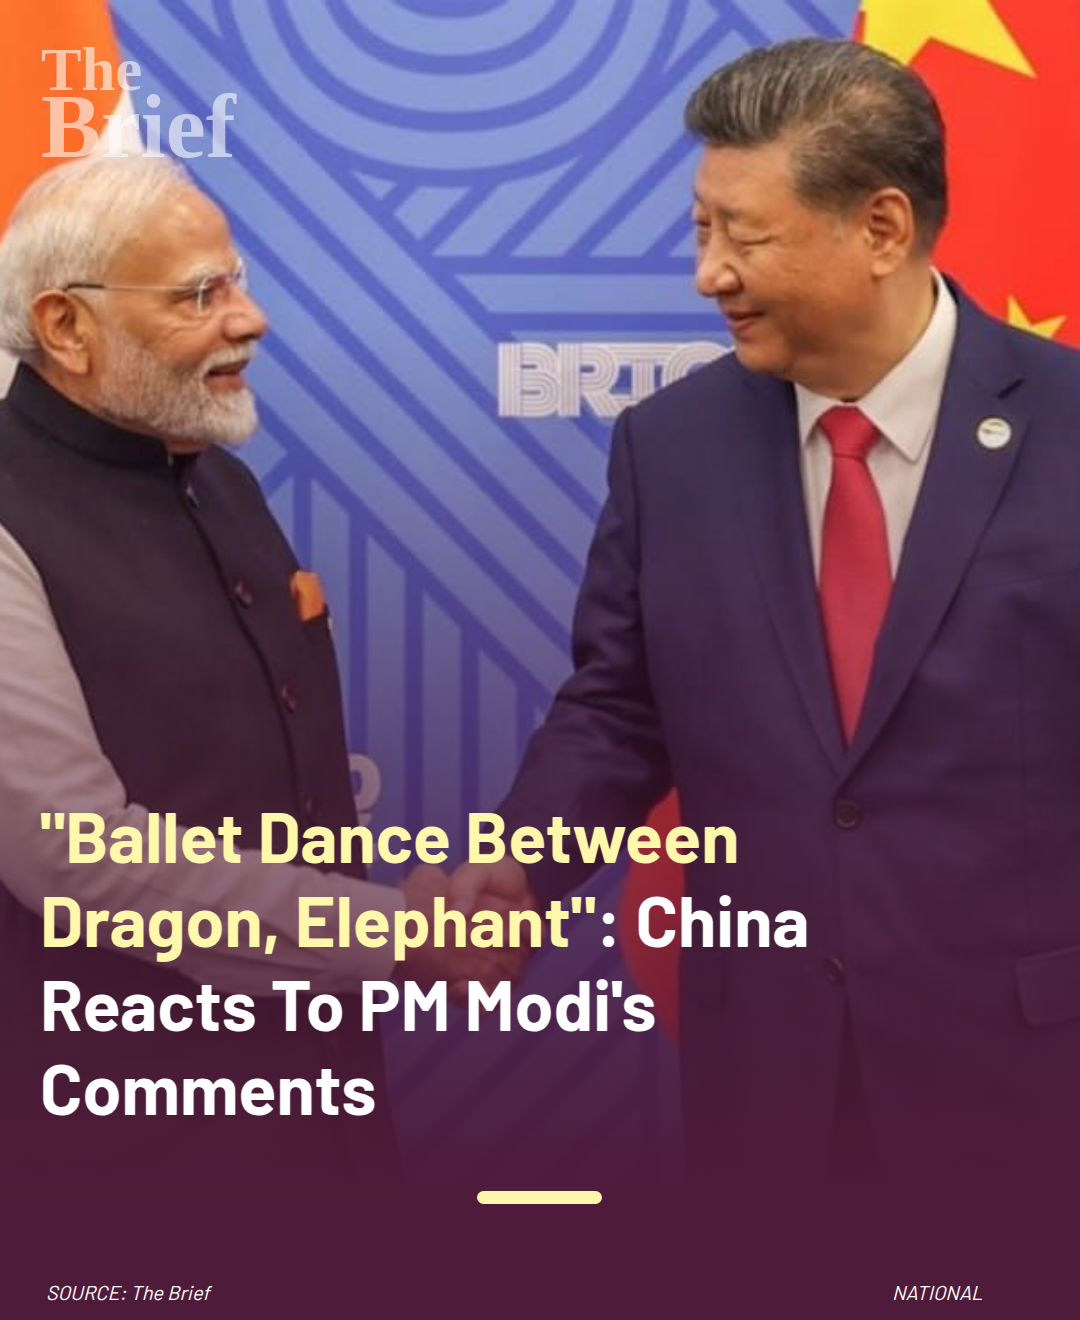 The
Brief
BRIC
"Ballet Dance Between
Dragon, Elephant": China
Reacts To PM Modi's
Comments
SOURCE: The Brief
NATIONAL